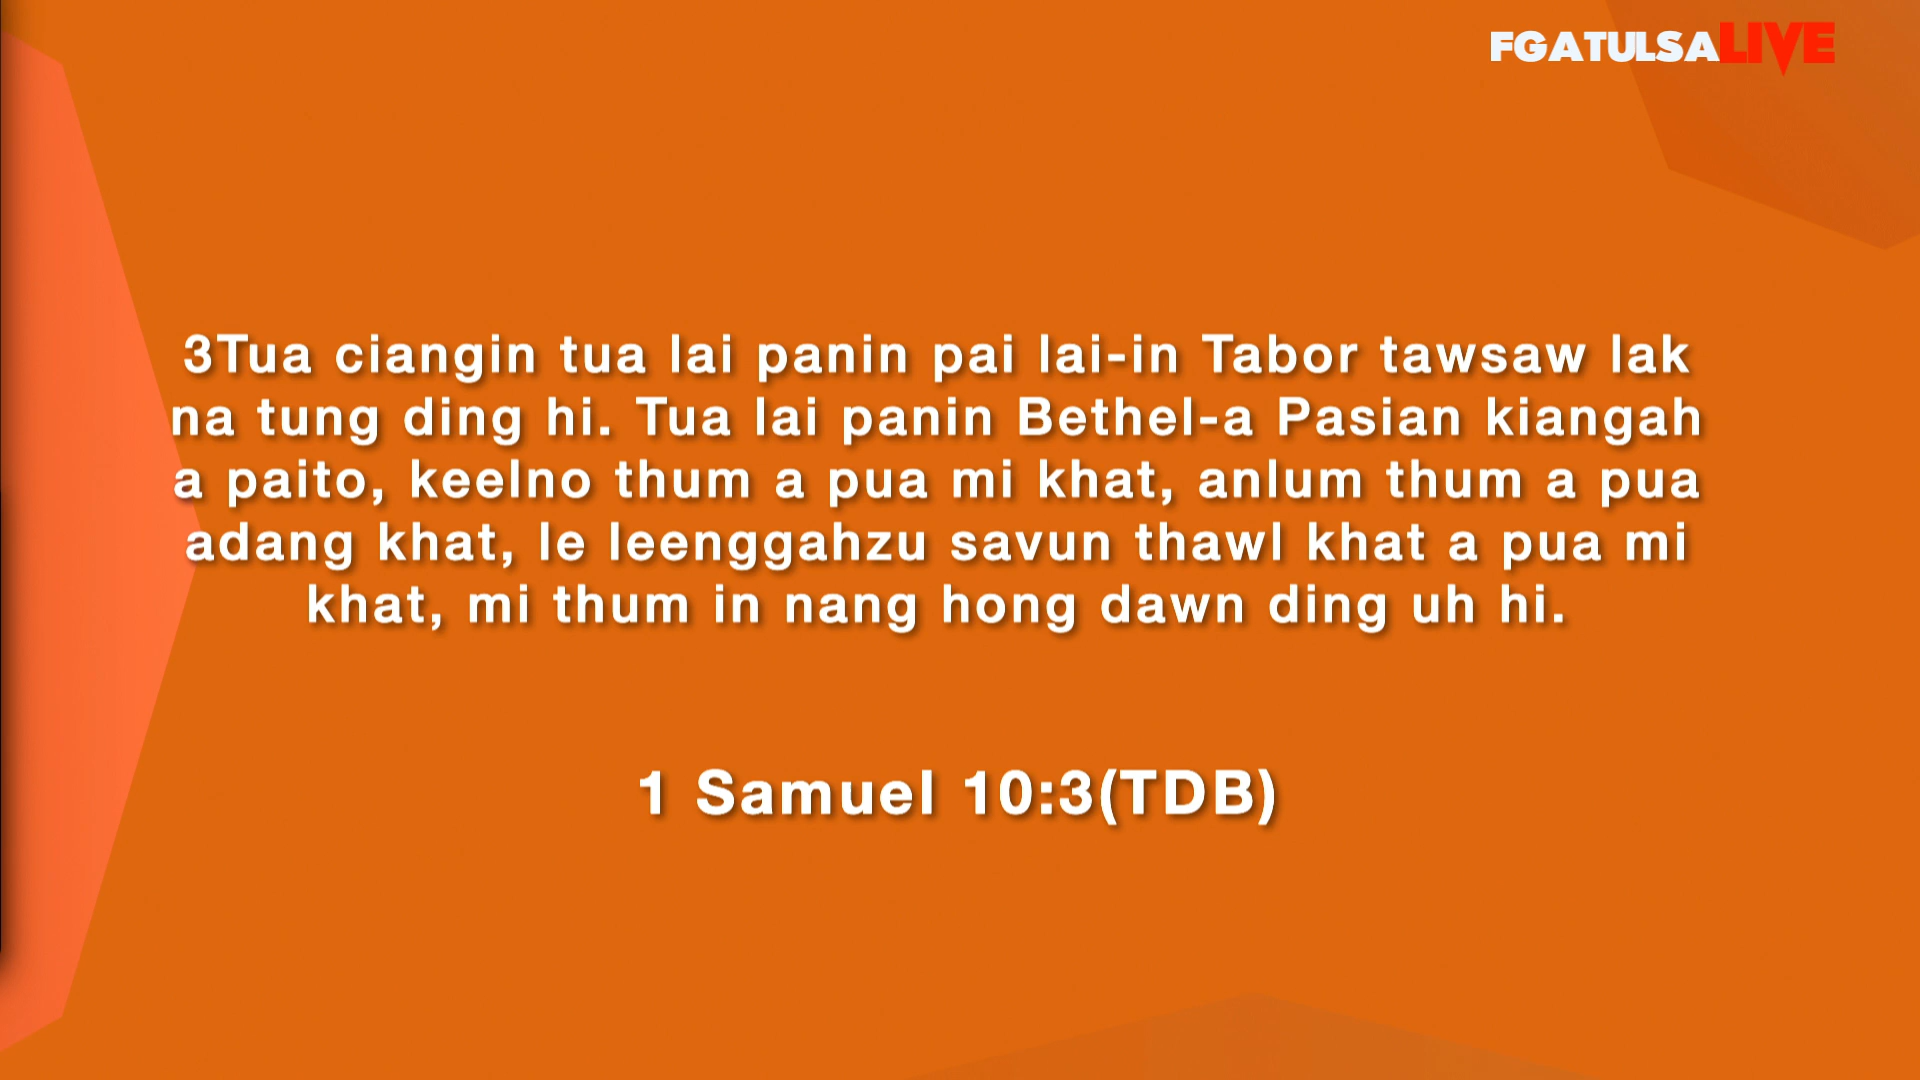 FGATULSALIVE
3Tua ciangin tua lai panin pai lai-in Tabor tawsaw lak
na tung ding hi. Tua lai panin Bethel-a Pasian kiangah
a paito, keelno thum a pua mi khat, anlum thum a pua
adang khat, le leenggahzu savun thawl khat a pua mi
khat, mi thum in nang hong dawn ding uh hi.
1 Samuel 10:3(TDB)